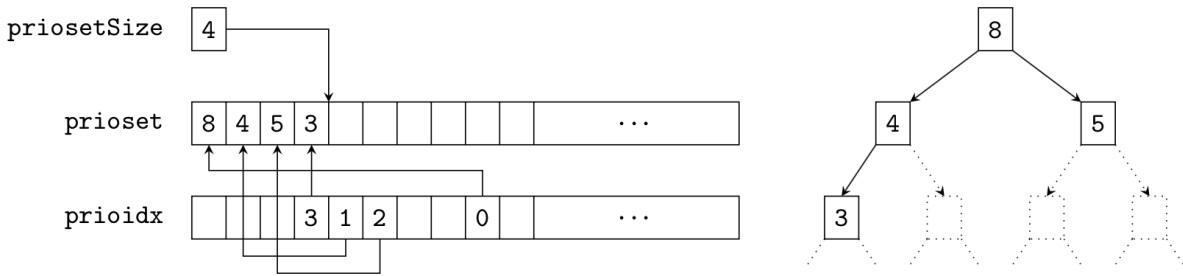 priosetSize 4
8
prioset 8 4 5 3 ...
4 5
prioidx 3 1 2 0 ...
3